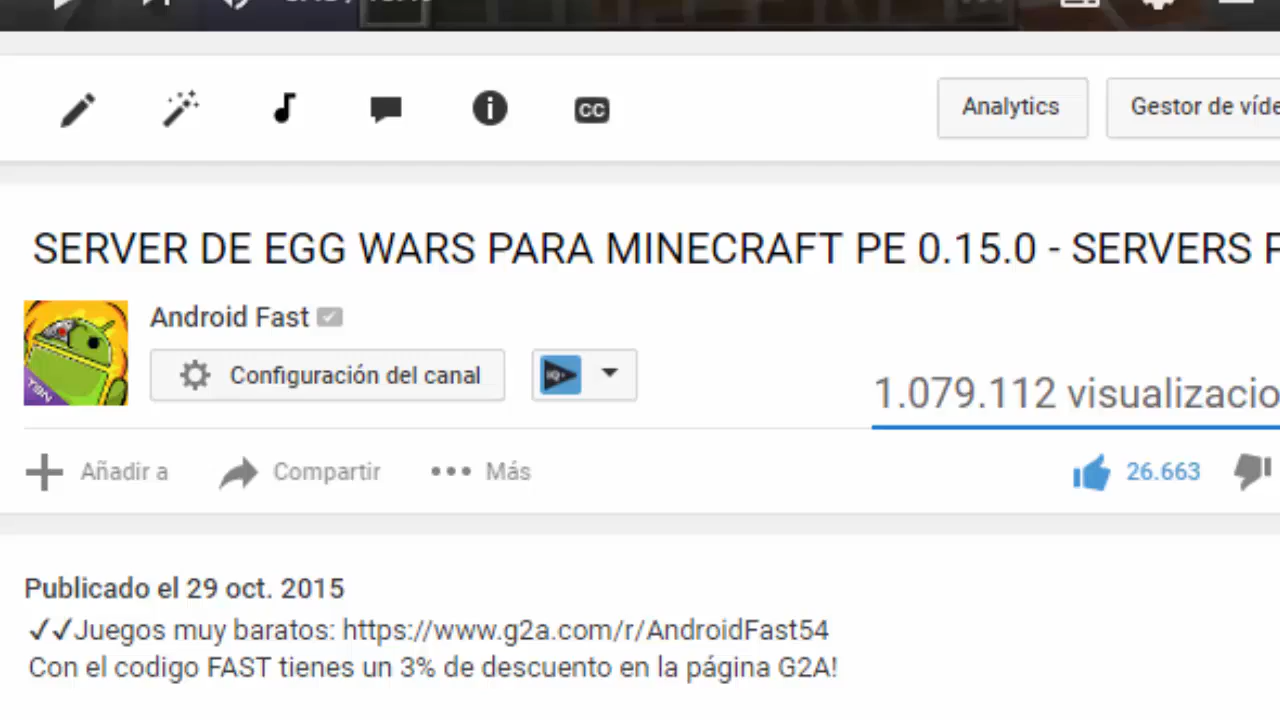 Analytics
Gestor de víde
SERVER DE EGG WARS PARA MINECRAFT PE 0.15.0 - SERVERS P
Android Fast
Configuración del canal
1.079.112 visualizacio
Añadir a
Compartir
Más
26.663
Publicado el 29 oct. 2015
✓✓Juegos muy baratos: https://www.g2a.com/r/AndroidFast54
Con el codigo FAST tienes un 3% de descuento en la página G2A!
CC
TGN